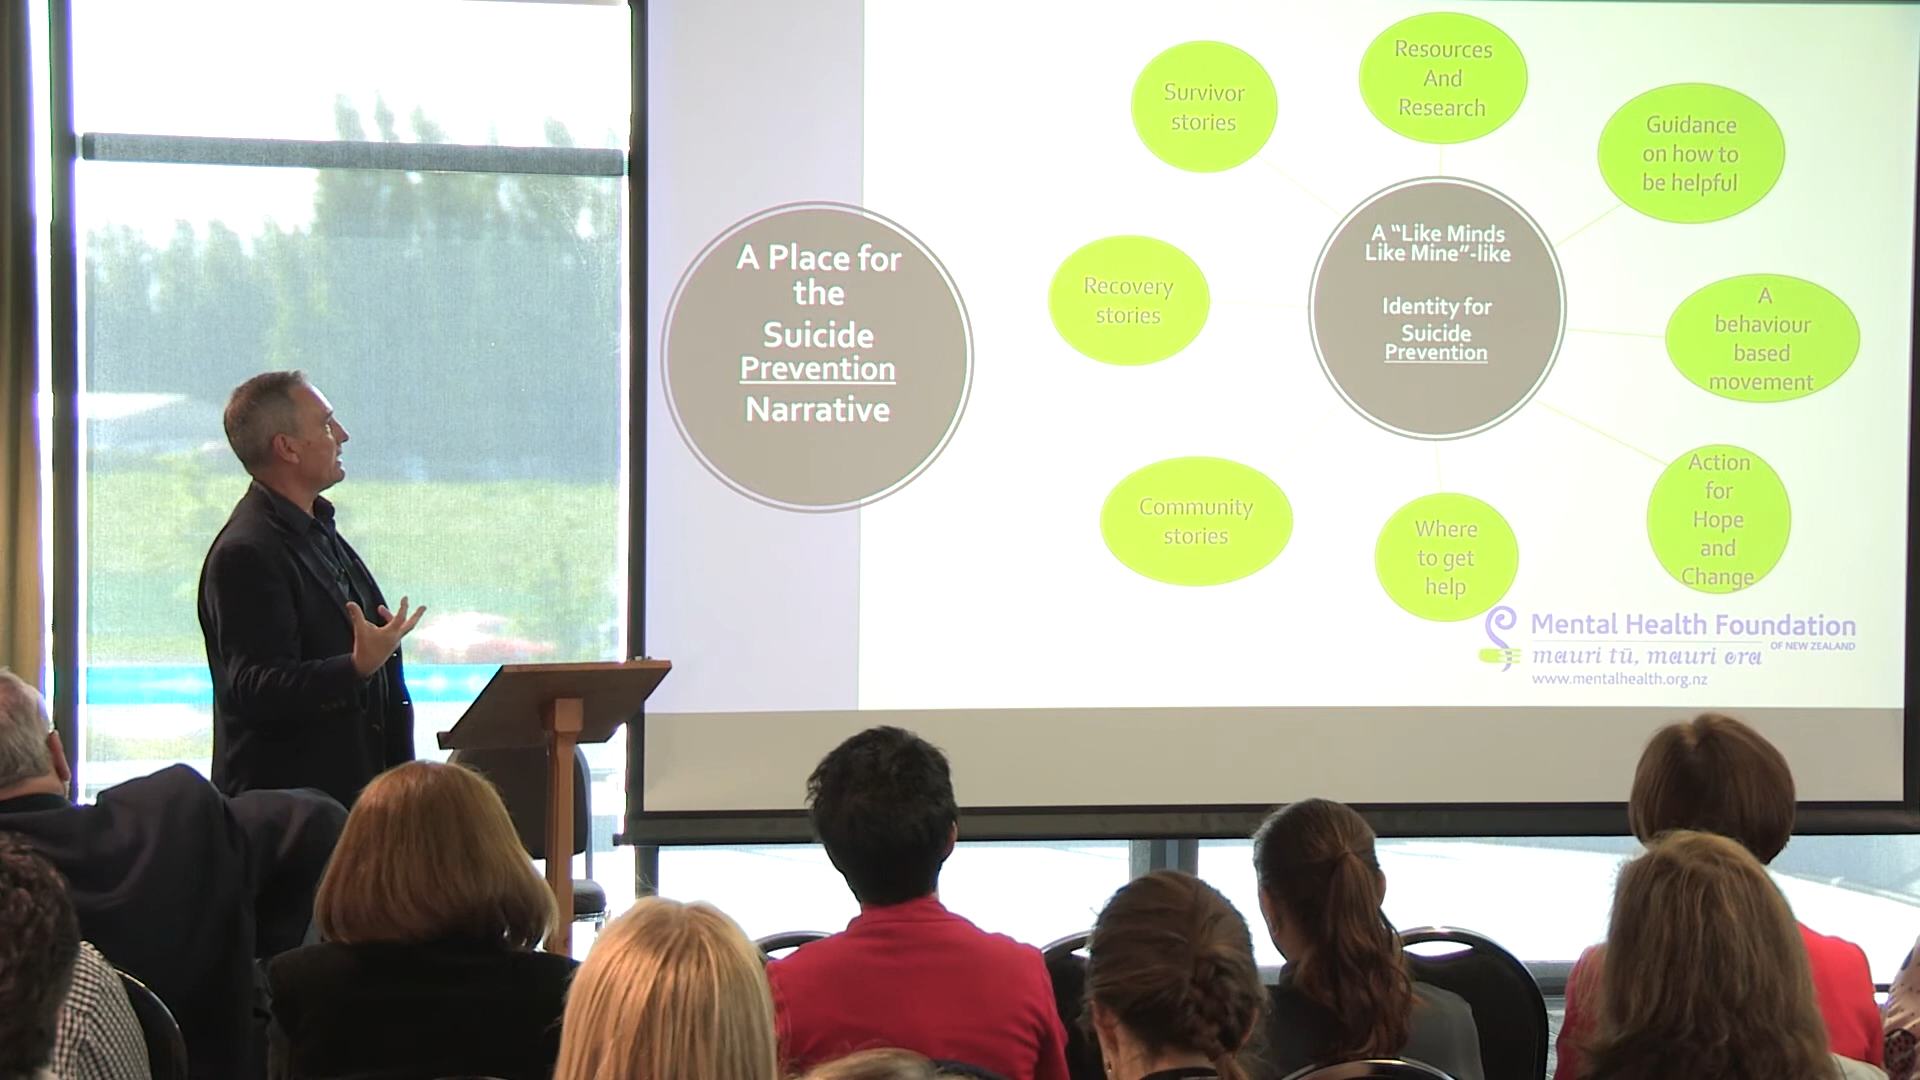 A Place for
the
Suicide
Prevention
Narrative
A "Like Minds
Like Mine"-like
Identity for
Suicide
Prevention
Resources
And
Research
Guidance
on how to
be helpful
A
behaviour
based
movement
Action
for
Hope
and
Change
Where
to get
help
Community
stories
Recovery
stories
Survivor
stories
Mental Health Foundation
OF NEW ZEALAND
mauri tū, mauri ora
www.mentalhealth.org.nz